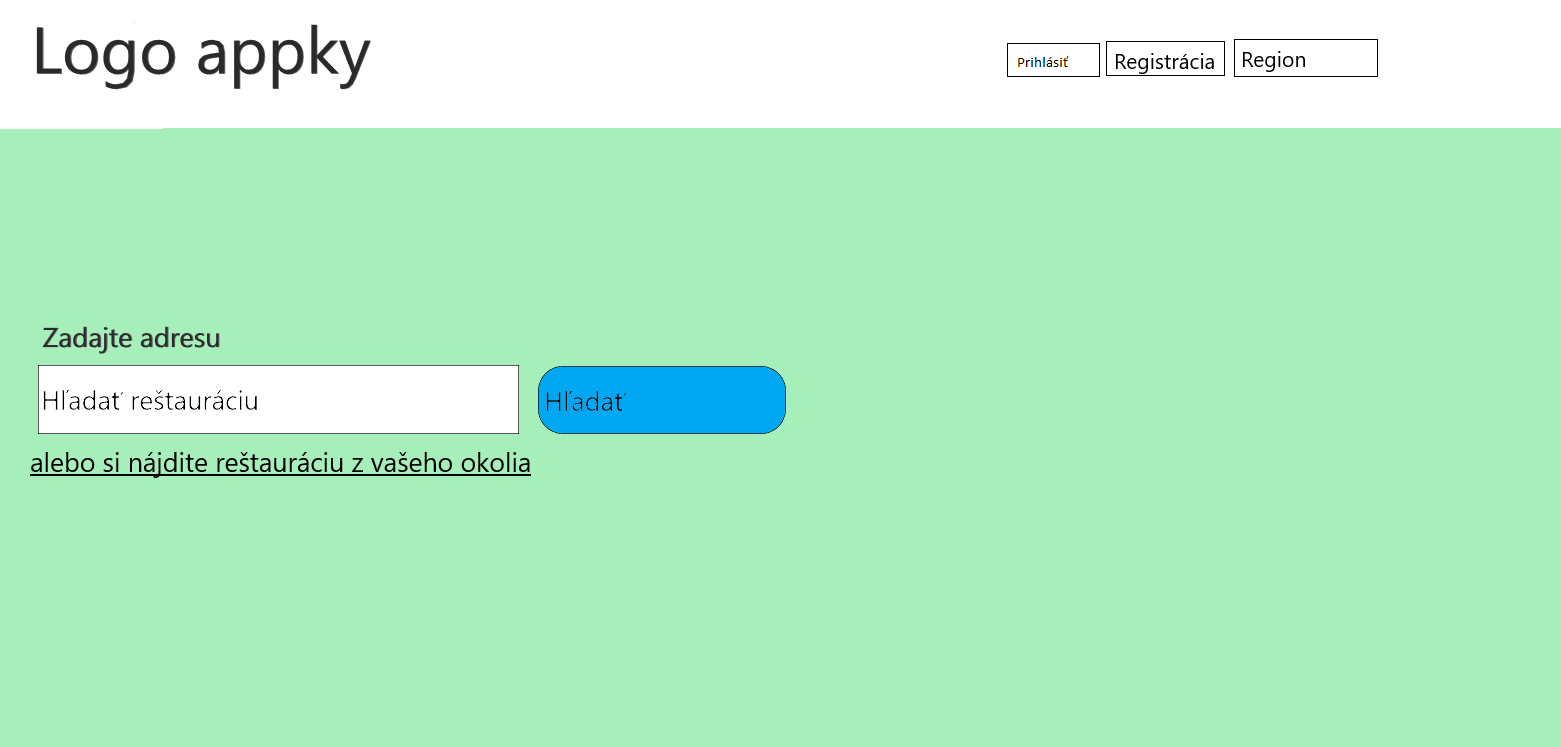 Logo appky
Prihlásiť
Registrácia
Region
Zadajte adresu
Hľadať reštauráciu
Hľadať
alebo si nájdite reštauráciu z vašeho okolia